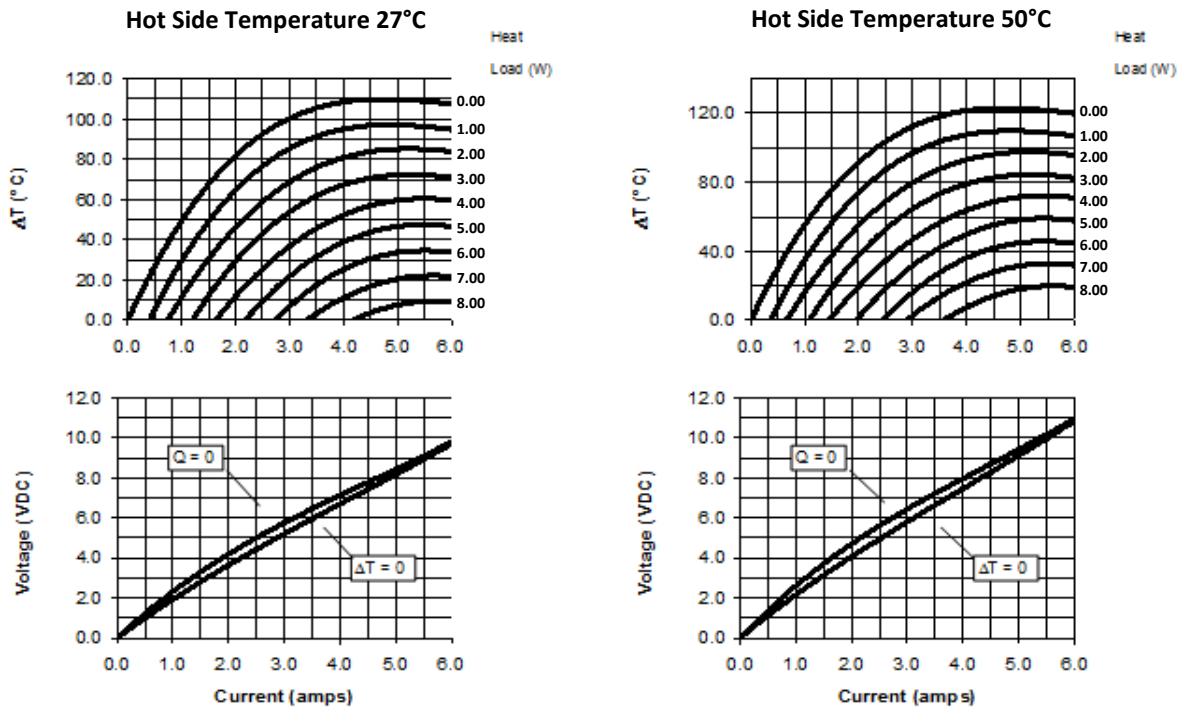 Hot Side Temperature 27°C
Heat
Load (W)
120.0
100.0
80.0
60.0
40.0
20.0
0.0
ΔT (° C)
0.00
1.00
2.00
3.00
4.00
5.00
6.00
7.00
8.00
0.0 1.0 2.0 3.0 4.0 5.0 6.0
Hot Side Temperature 50°C
Heat
Load (W)
120.0
80.0
40.0
0.0
ΔT (° C)
0.00
1.00
2.00
3.00
4.00
5.00
6.00
7.00
8.00
0.0 1.0 2.0 3.0 4.0 5.0 6.0
12.0
10.0
8.0
6.0
4.0
2.0
0.0
Voltage (VDC)
Q = 0
ΔT = 0
0.0 1.0 2.0 3.0 4.0 5.0 6.0
Current (amps)
12.0
10.0
8.0
6.0
4.0
2.0
0.0
Voltage (VDC)
Q = 0
ΔT = 0
0.0 1.0 2.0 3.0 4.0 5.0 6.0
Current (amps)